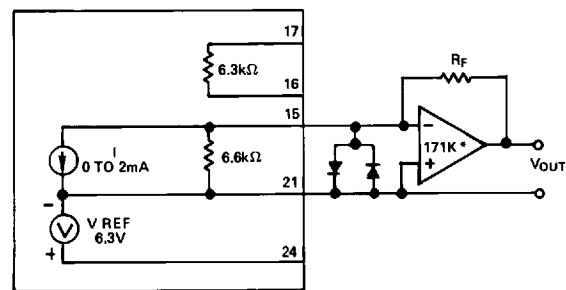 17
6.3kΩ
16
15
I
0 TO 2mA
6.6kΩ
21
-
V REF
6.3V
+
V
24
RF
-
171K *
+
VOUT